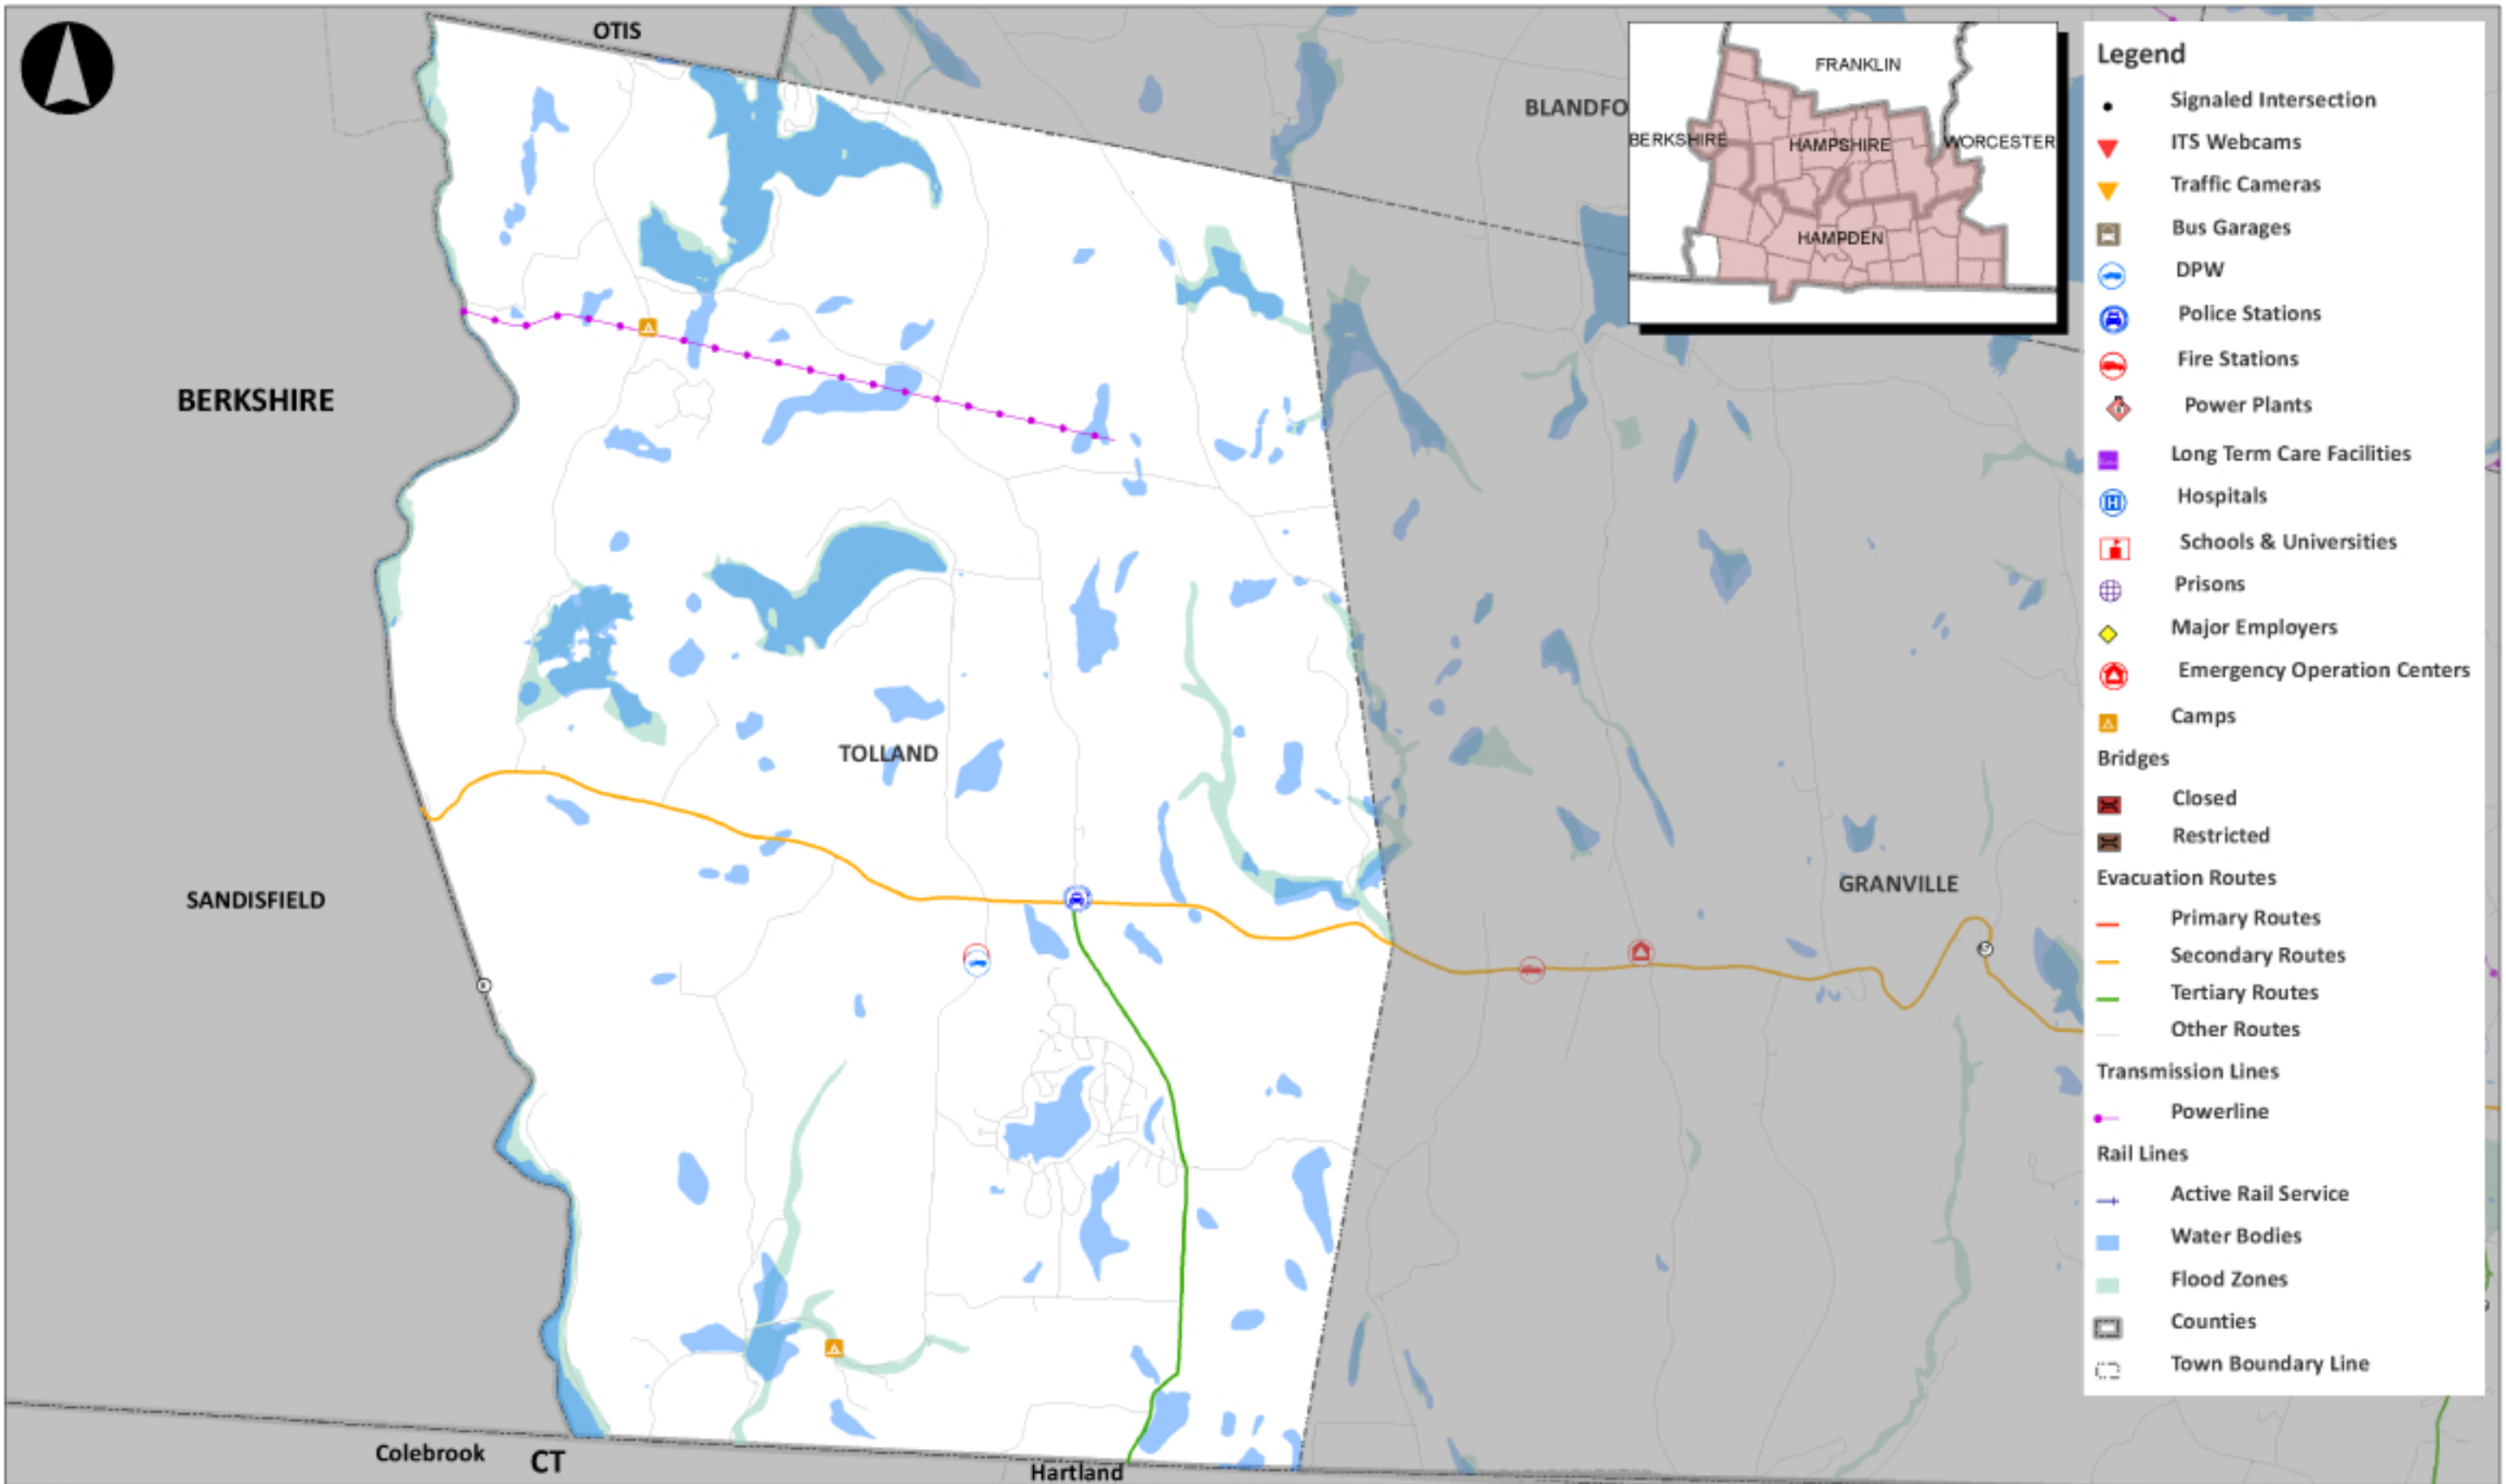 OTIS
BLANDFO
BERKSHIRE
TOLLAND
SANDISFIELD
GRANVILLE
Colebrook
CT
Hartland
FRANKLIN
BERKSHIRE
HAMPSHIRE
WORCESTER
HAMPDEN
Legend
Signaled Intersection
ITS Webcams
Traffic Cameras
Bus Garages
DPW
Police Stations
Fire Stations
Power Plants
Long Term Care Facilities
H Hospitals
Schools & Universities
Prisons
Major Employers
Emergency Operation Centers
Camps
Bridges
Closed
Restricted
Evacuation Routes
Primary Routes
Secondary Routes
Tertiary Routes
Other Routes
Transmission Lines
Powerline
Rail Lines
Active Rail Service
Water Bodies
Flood Zones
Counties
Town Boundary Line